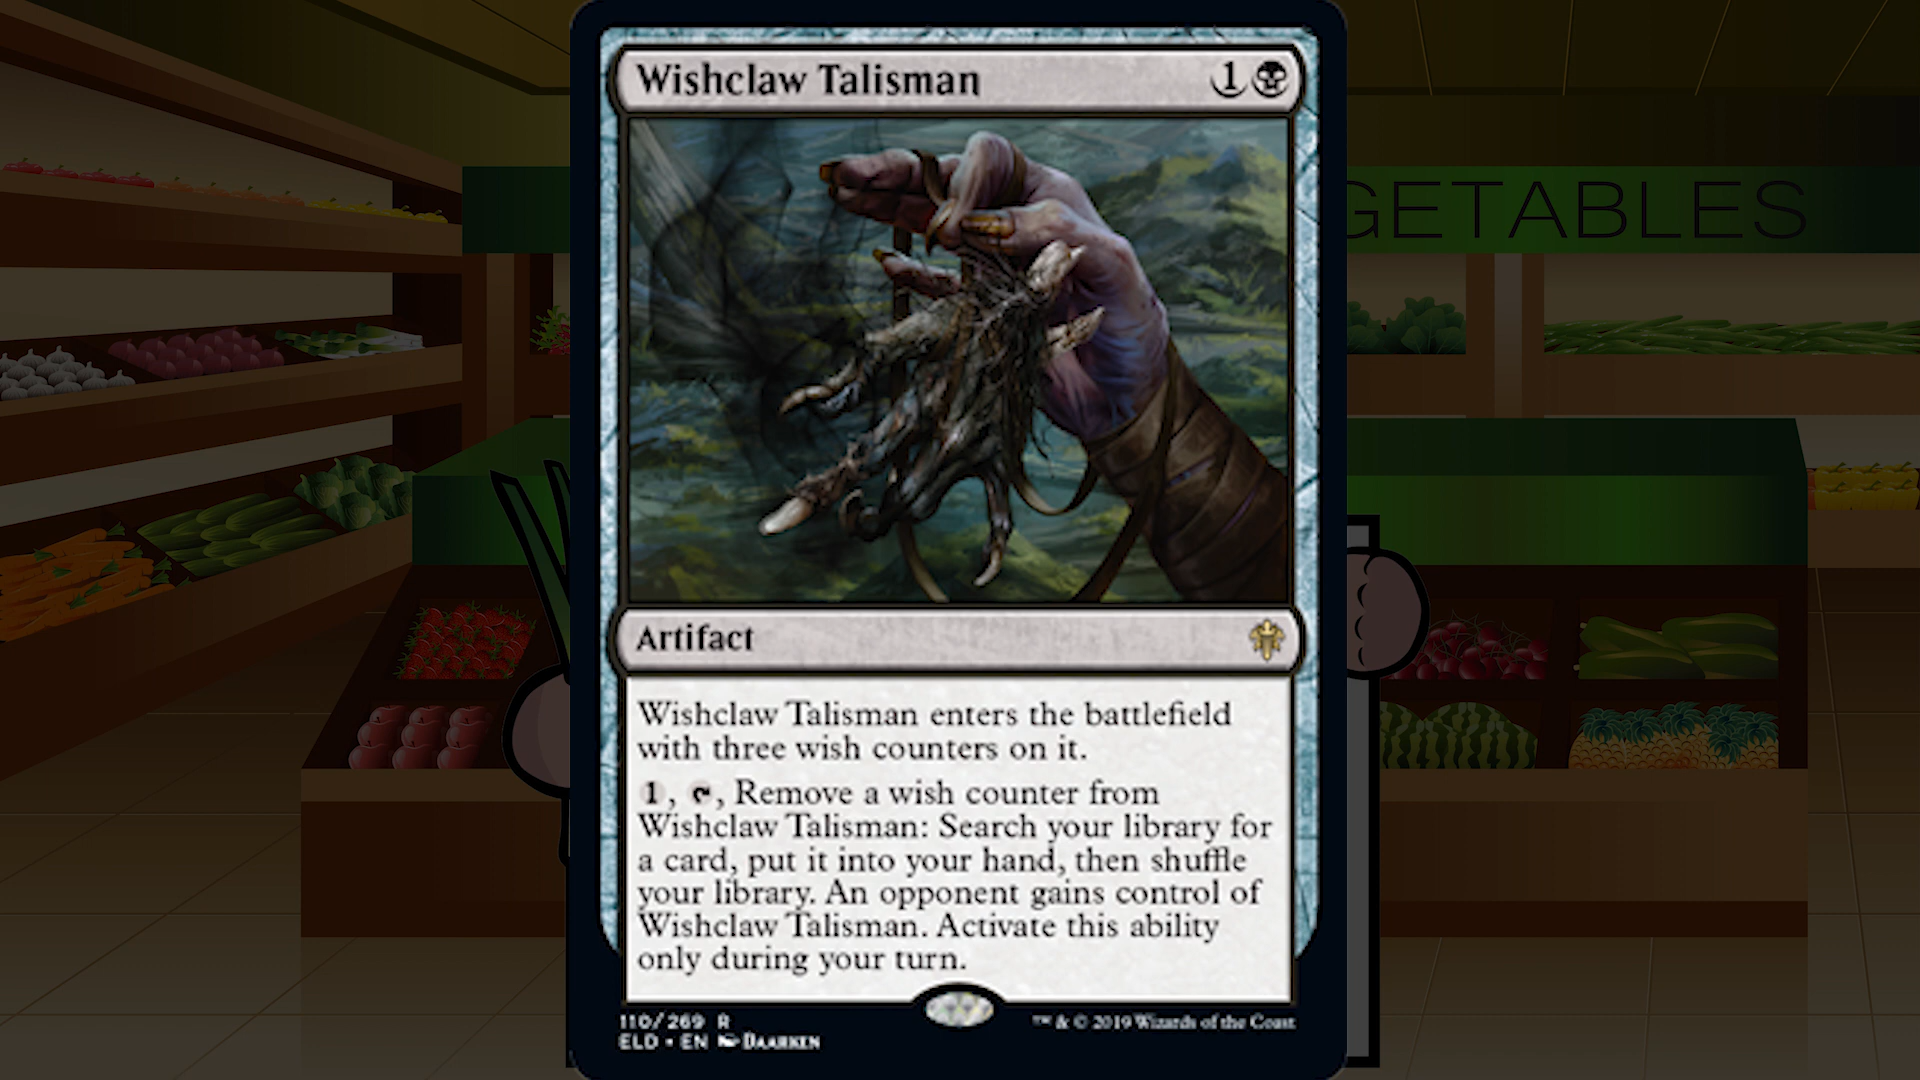 Wishclaw Talisman 1
GETABLES
Artifact
Wishclaw Talisman enters the battlefield
with three wish counters on it.
1, , Remove a wish counter from
Wishclaw Talisman: Search your library for
a card, put it into your hand, then shuffle
your library. An opponent gains control of
Wishclaw Talisman. Activate this ability
only during your turn.
110/269 R
™ & © 2019 Wizards of the Coast
ELD • EN DAARKEN